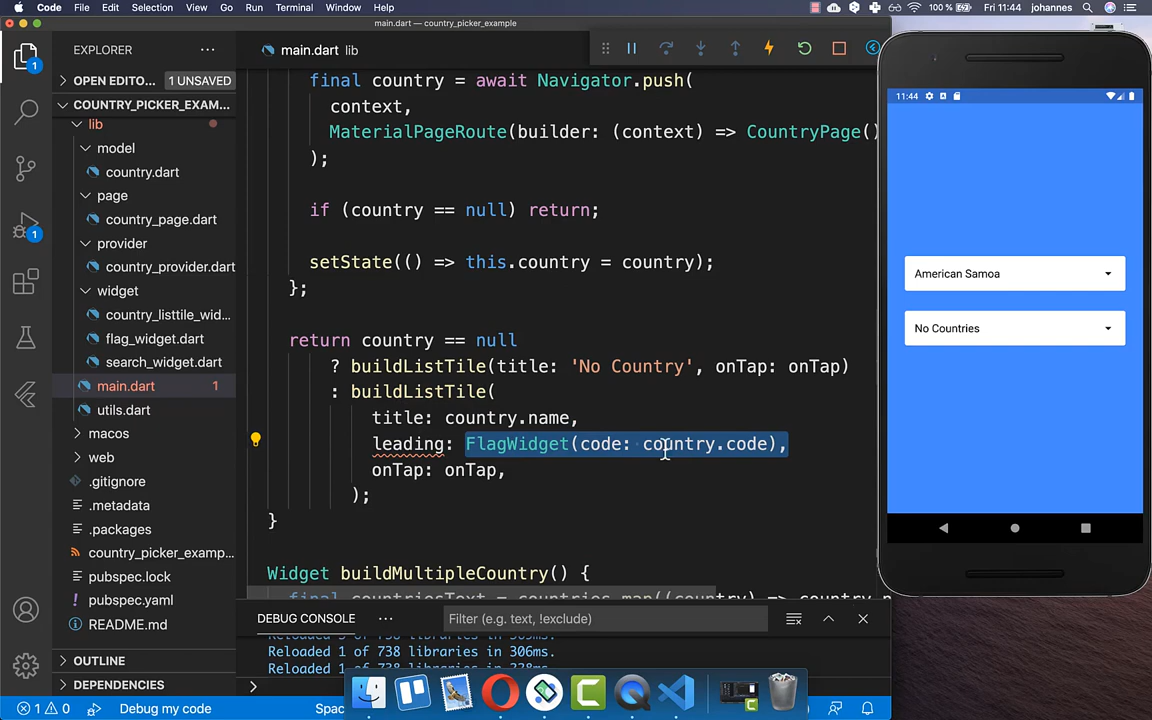 Code File Edit Selection View Go Run Terminal Window Help 100 % Fri 11:44 johannes
main.dart — country_picker_example
EXPLORER
OPEN EDITO... 1 UNSAVED
COUNTRY_PICKER_EXAM...
lib
model
country.dart
page
country_page.dart
provider
country_provider.dart
widget
country_listtile_wid...
flag_widget.dart
search_widget.dart
main.dart 1
utils.dart
macos
web
.gitignore
.metadata
.packages
country_picker_examp...
pubspec.lock
pubspec.yaml
README.md
OUTLINE
DEPENDENCIES
1
1
main.dart lib
final country = await Navigator.push(
context,
MaterialPageRoute(builder: (context) => CountryPage()
);
if (country == null) return;
setState(() => this.country = country);
};
return country == null
? buildListTile(title: 'No Country', onTap: onTap)
: buildListTile(
title: country.name,
leading: FlagWidget(code: country.code),
onTap: onTap,
);
}
Widget buildMultipleCountry() {
final countriesText = countries.map((country) => country.n
DEBUG CONSOLE
Filter (e.g. text, !exclude)
Reloaded 1 of 738 libraries in 306ms.
Reloaded 1 of 738 libraries in 338ms.
1 0 Debug my code Spac
11:44
American Samoa
No Countries